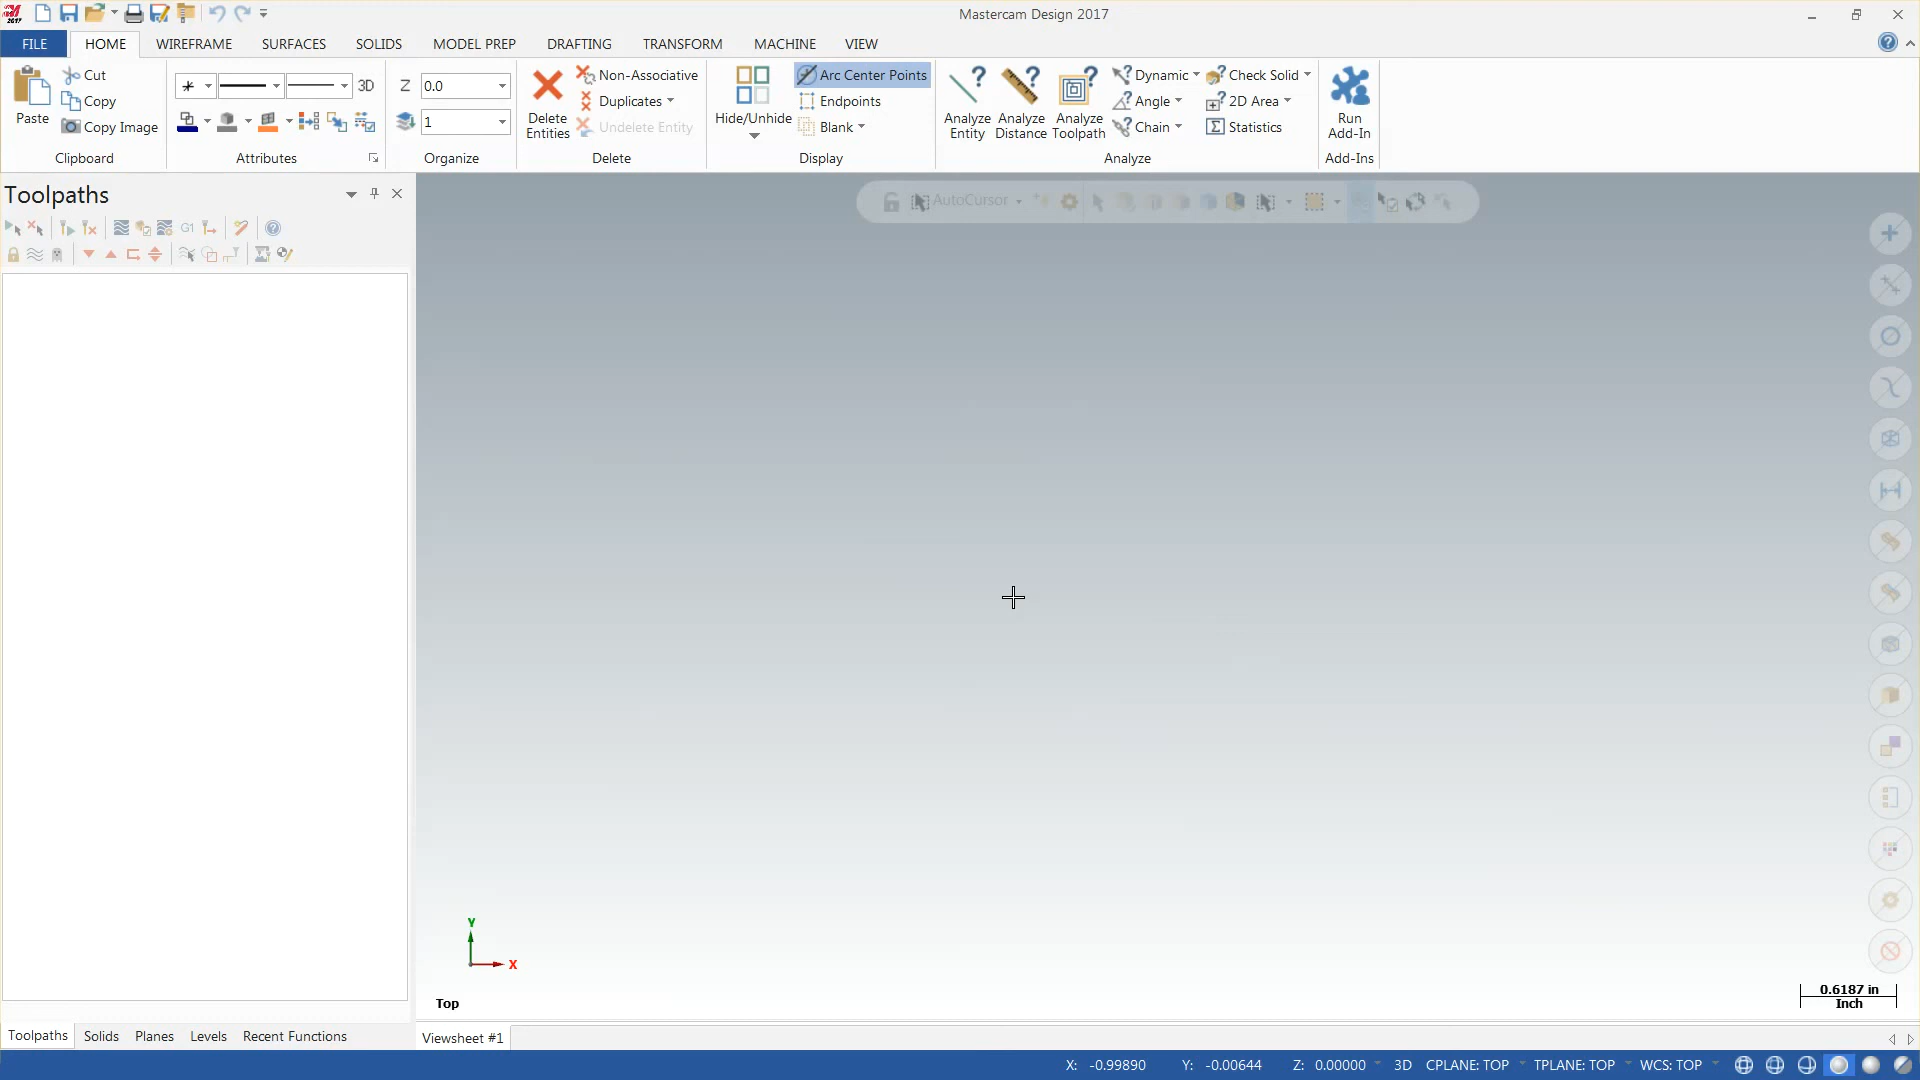 Mastercam Design 2017
FILE HOME WIREFRAME SURFACES SOLIDS MODEL PREP DRAFTING TRANSFORM MACHINE VIEW
Paste
Cut
Copy
Copy Image
Clipboard
3D
Attributes
Z 0.0
1
Organize
Delete
Entities
Non-Associative
Duplicates
Undelete Entity
Delete
Hide/Unhide
Arc Center Points
Endpoints
Blank
Display
Analyze
Entity
Analyze
Distance
Analyze
Toolpath
Dynamic
Angle
Chain
Check Solid
2D Area
Statistics
Analyze
Run
Add-In
Add-Ins
Toolpaths
G1
AutoCursor
Y
X
Top
0.6187 in
Inch
Toolpaths Solids Planes Levels Recent Functions
Viewsheet #1
X: -0.99890 Y: -0.00644 Z: 0.00000 3D CPLANE: TOP TPLANE: TOP WCS: TOP